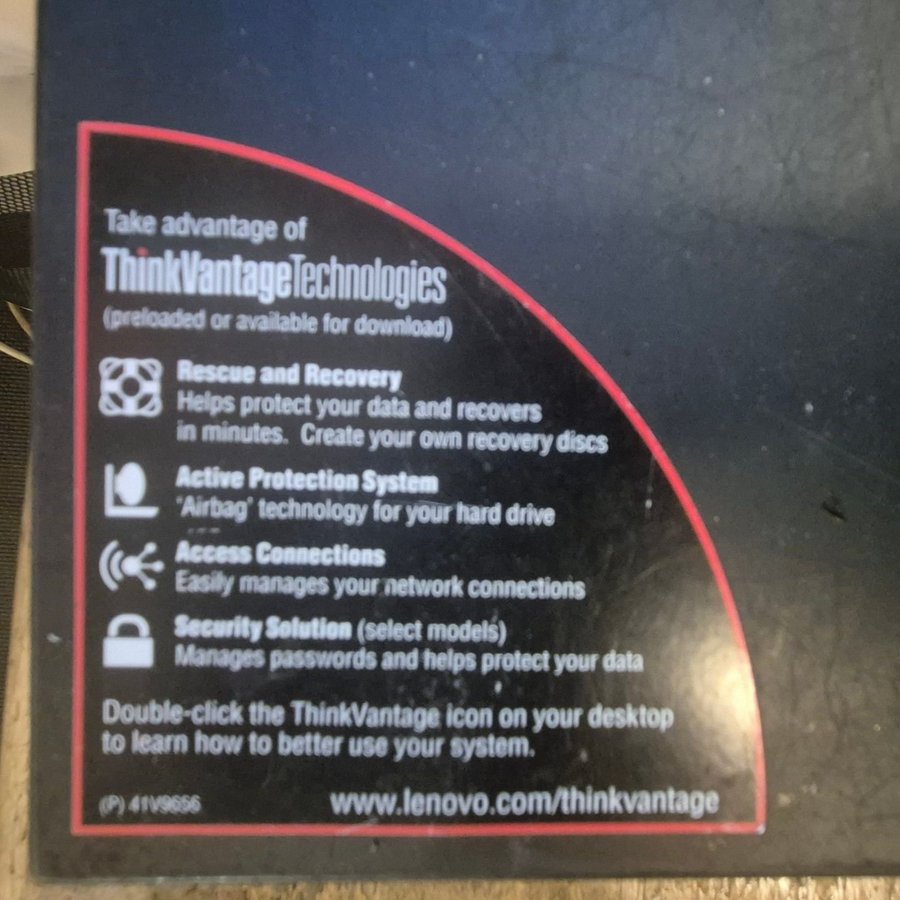 Take advantage of
ThinkVantageTechnologies
(preloaded or available for download)
Rescue and Recovery
Helps protect your data and recovers
in minutes. Create your own recovery discs
Active Protection System
'Airbag' technology for your hard drive
Access Connections
Easily manages your network connections
Security Solution (select models)
Manages passwords and helps protect your data
Double-click the ThinkVantage icon on your desktop
to learn how to better use your system.
(P) 41V9656
www.lenovo.com/thinkvantage